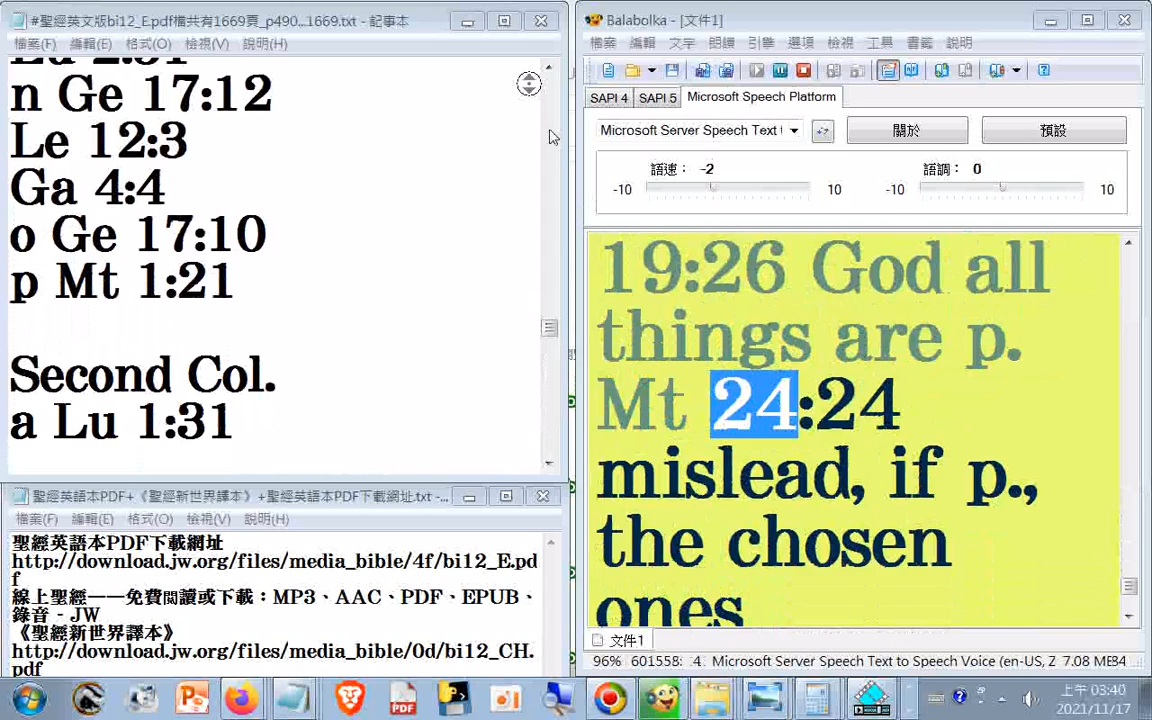 #聖經英文版bi12_E.pdf檔共有1669頁_p490...1669.txt - 記事本
檔案(F) 編輯(E) 格式(O) 檢視(V) 說明(H)
Lu 2:31
n Ge 17:12
Le 12:3
Ga 4:4
o Ge 17:10
p Mt 1:21
Second Col.
a Lu 1:31
聖經英語本PDF+《聖經新世界譯本》+聖經英語本PDF下載網址.txt -...
檔案(F) 編輯(E) 格式(O) 檢視(V) 說明(H)
聖經英語本PDF下載網址
http://download.jw.org/files/media_bible/4f/bi12_E.pd
f
線上聖經——免費閱讀或下載：MP3、AAC、PDF、EPUB、
錄音 - JW
《聖經新世界譯本》
http://download.jw.org/files/media_bible/0d/bi12_CH.
pdf
Balabolka - [文件1]
檔案 編輯 文字 朗讀 引擎 選項 檢視 工具 書籤 說明
SAPI 4 SAPI 5 Microsoft Speech Platform
Microsoft Server Speech Text 關於 預設
語速： -2 語調： 0
-10 10 -10 10
19:26 God all
things are p.
Mt 24:24
mislead, if p.,
the chosen
ones
文件1
96% 601558: .4. Microsoft Server Speech Text to Speech Voice (en-US, Z 7.08 MB
上午 03:40
2021/11/17